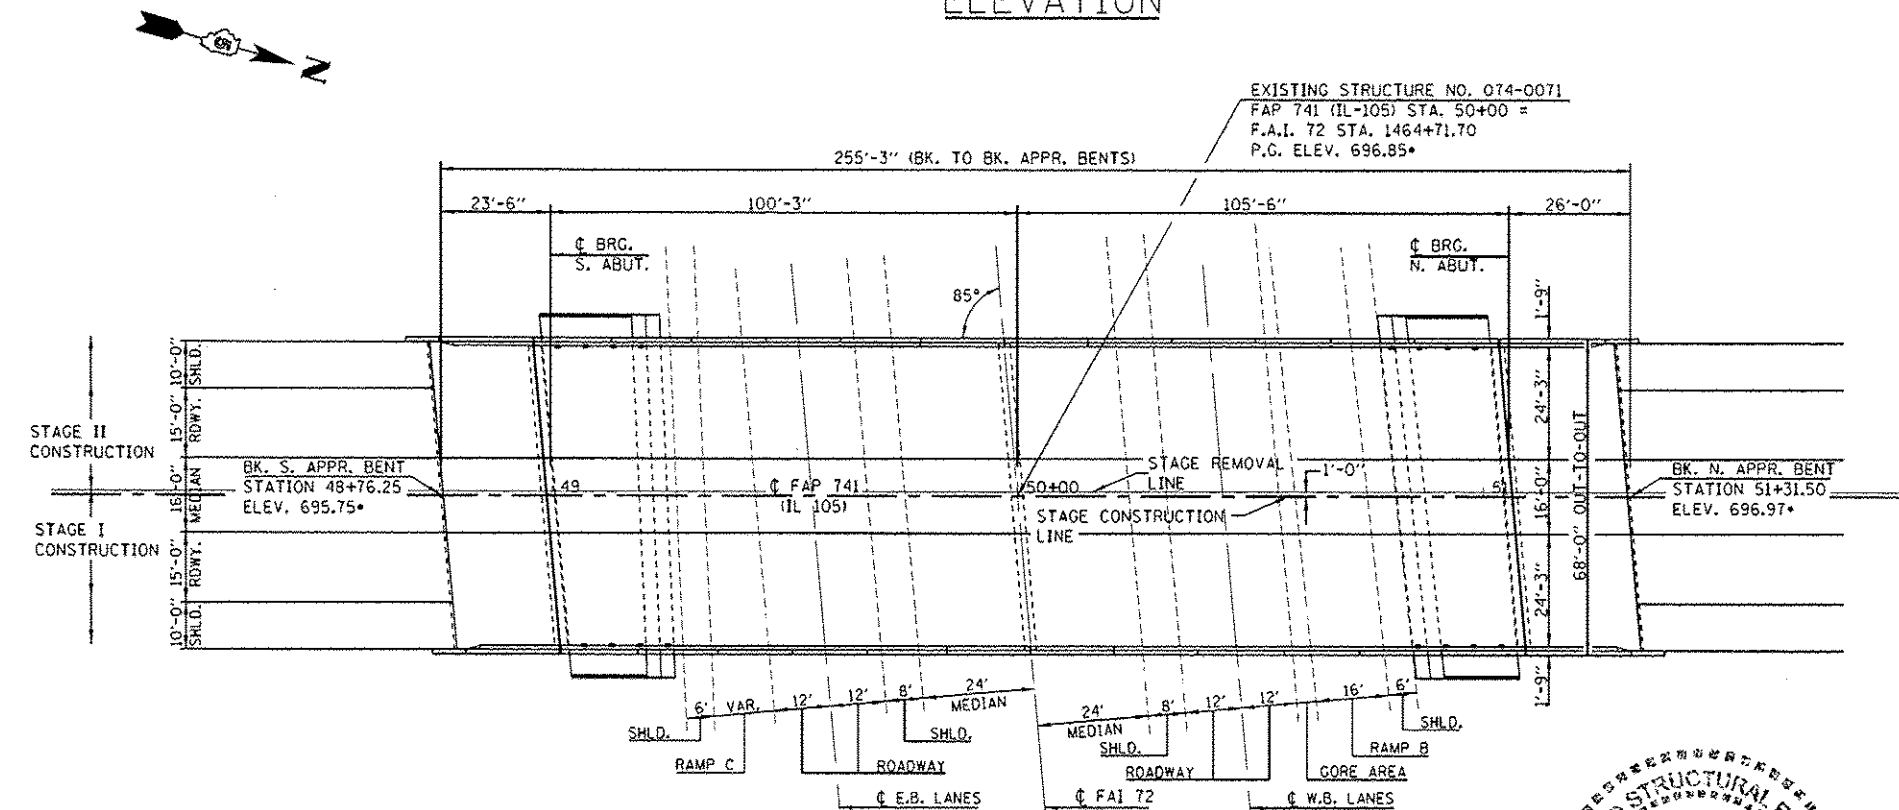 ELEVATION
N
EXISTING STRUCTURE NO. 074-0071
FAP 741 (IL-105) STA. 50+00 =
F.A.I. 72 STA. 1464+71.70
P.G. ELEV. 696.85*
255'-3" (BK. TO BK. APPR. BENTS)
23'-6"
100'-3"
105'-6"
26'-0"
℄ BRG.
S. ABUT.
℄ BRG.
N. ABUT.
85°
1'-9"
10'-0"
SHLD.
15'-0"
RDWY.
16'-0"
MEDIAN
15'-0"
RDWY.
10'-0"
SHLD.
STAGE II
CONSTRUCTION
STAGE I
CONSTRUCTION
BK. S. APPR. BENT
STATION 48+76.25
ELEV. 695.75*
49
℄ FAP 741
(IL 105)
50+00
STAGE REMOVAL
LINE
1'-0"
STAGE CONSTRUCTION
LINE
24'-3"
16'-0"
24'-3"
1'-9"
68'-0" OUT-TO-OUT
BK. N. APPR. BENT
STATION 51+31.50
ELEV. 696.97*
6'
VAR.
12'
12'
8'
24'
MEDIAN
SHLD.
RAMP C
SHLD.
ROADWAY
℄ E.B. LANES
24'
MEDIAN
8'
12'
12'
16'
6'
SHLD.
SHLD.
RAMP B
ROADWAY
GORE AREA
℄ FAI 72
℄ W.B. LANES
STRUCTURAL